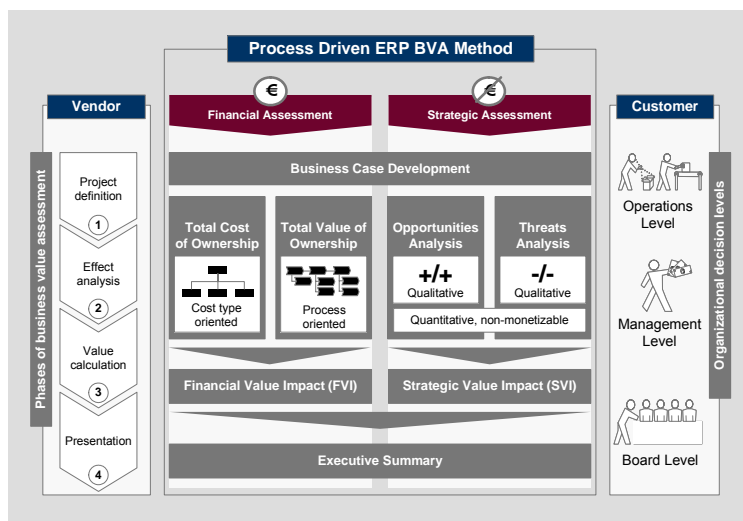 Process Driven ERP BVA Method
Vendor
Phases of business value assessment
Project
definition
1
Effect
analysis
2
Value
calculation
3
Presentation
4
€
Financial Assessment
€
Strategic Assessment
Business Case Development
Total Cost
of Ownership
Cost type
oriented
Total Value of
Ownership
Process
oriented
Opportunities
Analysis
+/+
Qualitative
Threats
Analysis
-/-
Qualitative
Quantitative, non-monetizable
Financial Value Impact (FVI)
Strategic Value Impact (SVI)
Executive Summary
Customer
Operations
Level
Management
Level
Board Level
Organizational decision levels